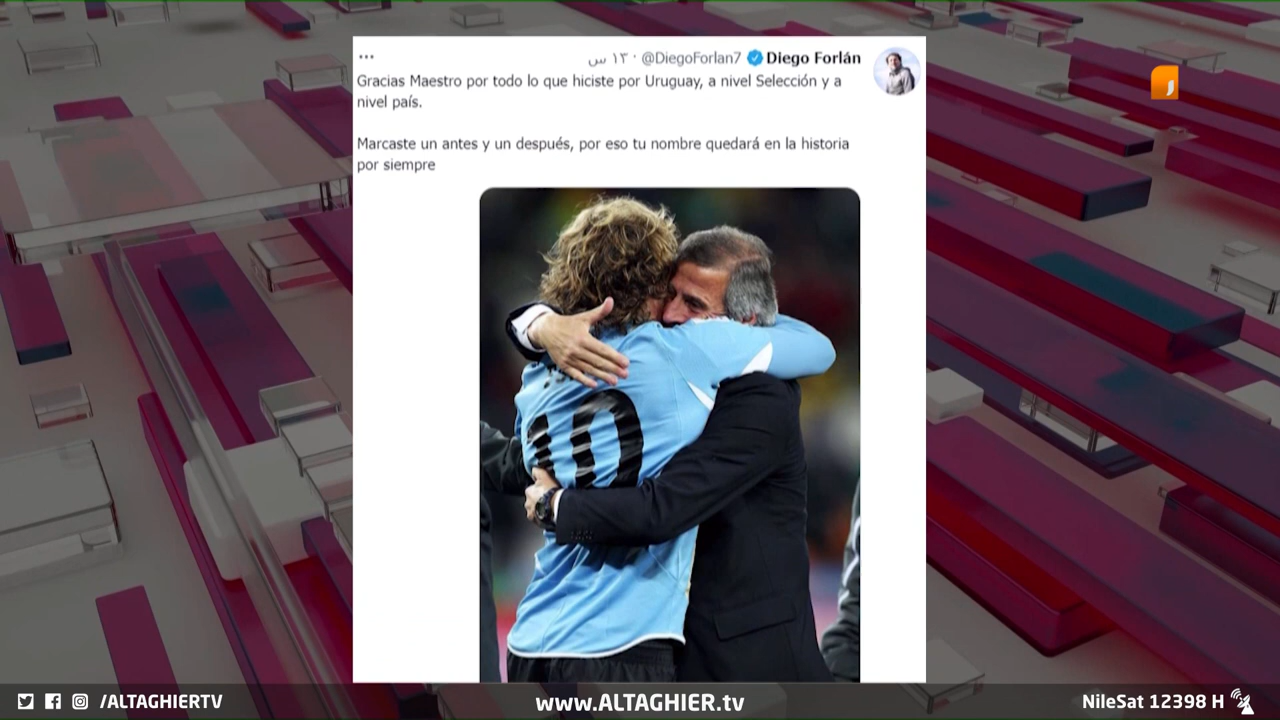 Diego Forlán @DiegoForlan7 · ١٣ س ...
Gracias Maestro por todo lo que hiciste por Uruguay, a nivel Selección y a
nivel país.
Marcaste un antes y un después, por eso tu nombre quedará en la historia
por siempre
10
/ALTAGHIERTV
www.ALTAGHIER.tv
NileSat 12398 H